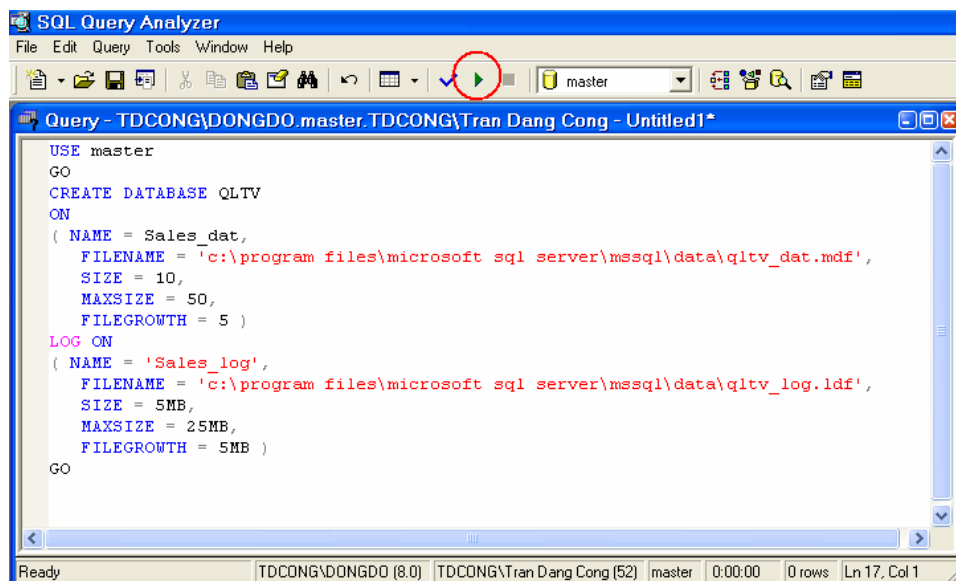 SQL Query Analyzer
File Edit Query Tools Window Help
master
Query - TDCONG\DONGDO.master.TDCONG\Tran Dang Cong - Untitled1*
USE master
GO
CREATE DATABASE QLTV
ON
( NAME = Sales_dat,
FILENAME = 'c:\program files\microsoft sql server\mssql\data\qltv_dat.mdf',
SIZE = 10,
MAXSIZE = 50,
FILEGROWTH = 5 )
LOG ON
( NAME = 'Sales_log',
FILENAME = 'c:\program files\microsoft sql server\mssql\data\qltv_log.ldf',
SIZE = 5MB,
MAXSIZE = 25MB,
FILEGROWTH = 5MB )
GO
Ready TDCONG\DONGDO (8.0) TDCONG\Tran Dang Cong (52) master 0:00:00 0 rows Ln 17, Col 1